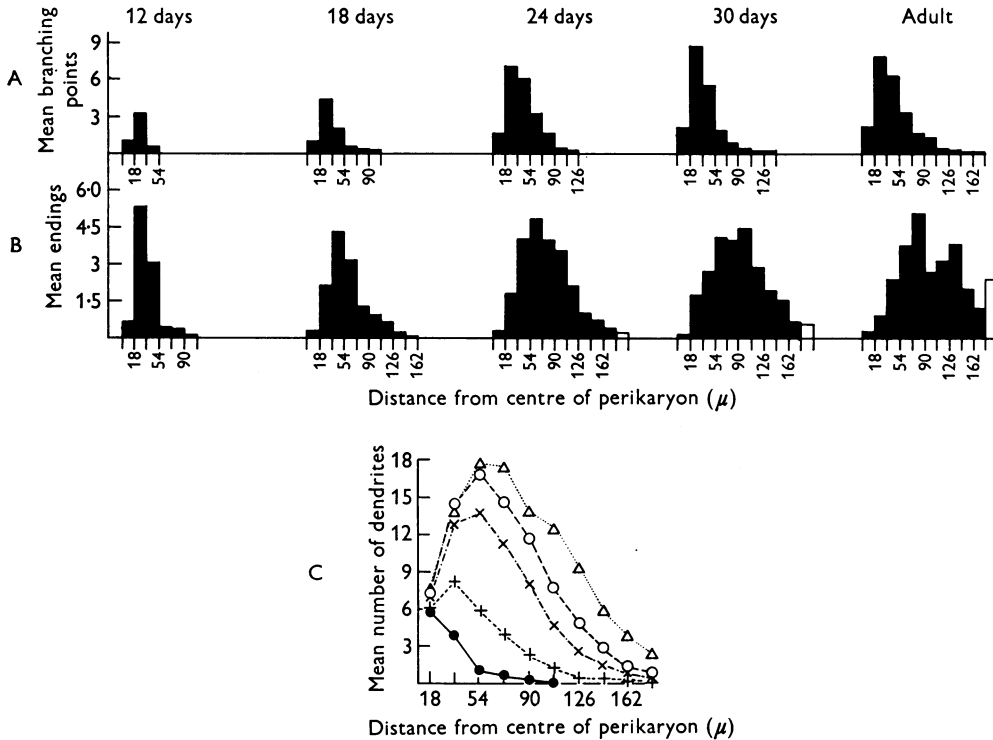 12 days 18 days 24 days 30 days Adult
A
Mean branching points
9
6
3
18 54 18 54 90 18 54 90 126 18 54 90 126 18 54 90 126 162
B
Mean endings
6·0
4·5
3
1·5
18 54 90 18 54 90 126 162 18 54 90 126 162 18 54 90 126 162 18 54 90 126 162
Distance from centre of perikaryon (μ)
C
Mean number of dendrites
18
15
12
9
6
3
18 54 90 126 162
Distance from centre of perikaryon (μ)